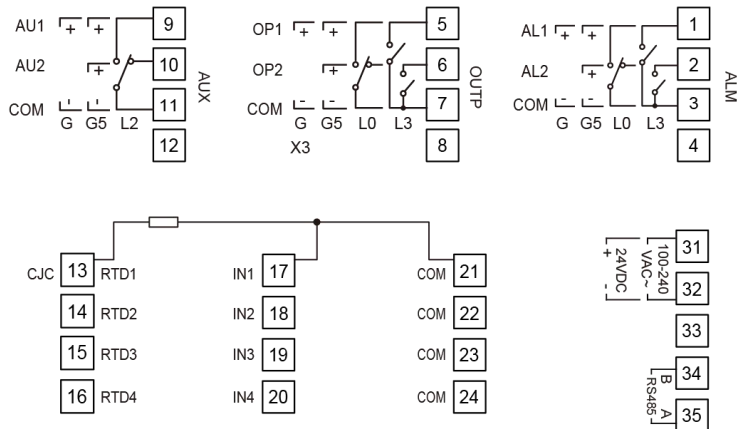 AU1 + + 9
AU2 + 10
COM - - 11
G G5 L2 12
AUX
OP1 + + 5
OP2 + 6
COM - - 7
G G5 L0 L3
X3 8
OUTP
AL1 + + 1
AL2 + 2
COM - - 3
G G5 L0 L3
4
ALM
CJC 13 RTD1
14 RTD2
15 RTD3
16 RTD4
IN1 17
IN2 18
IN3 19
IN4 20
COM 21
COM 22
COM 23
COM 24
100-240
VAC~
24VDC
+ -
31
32
33
34
35
B A
RS485